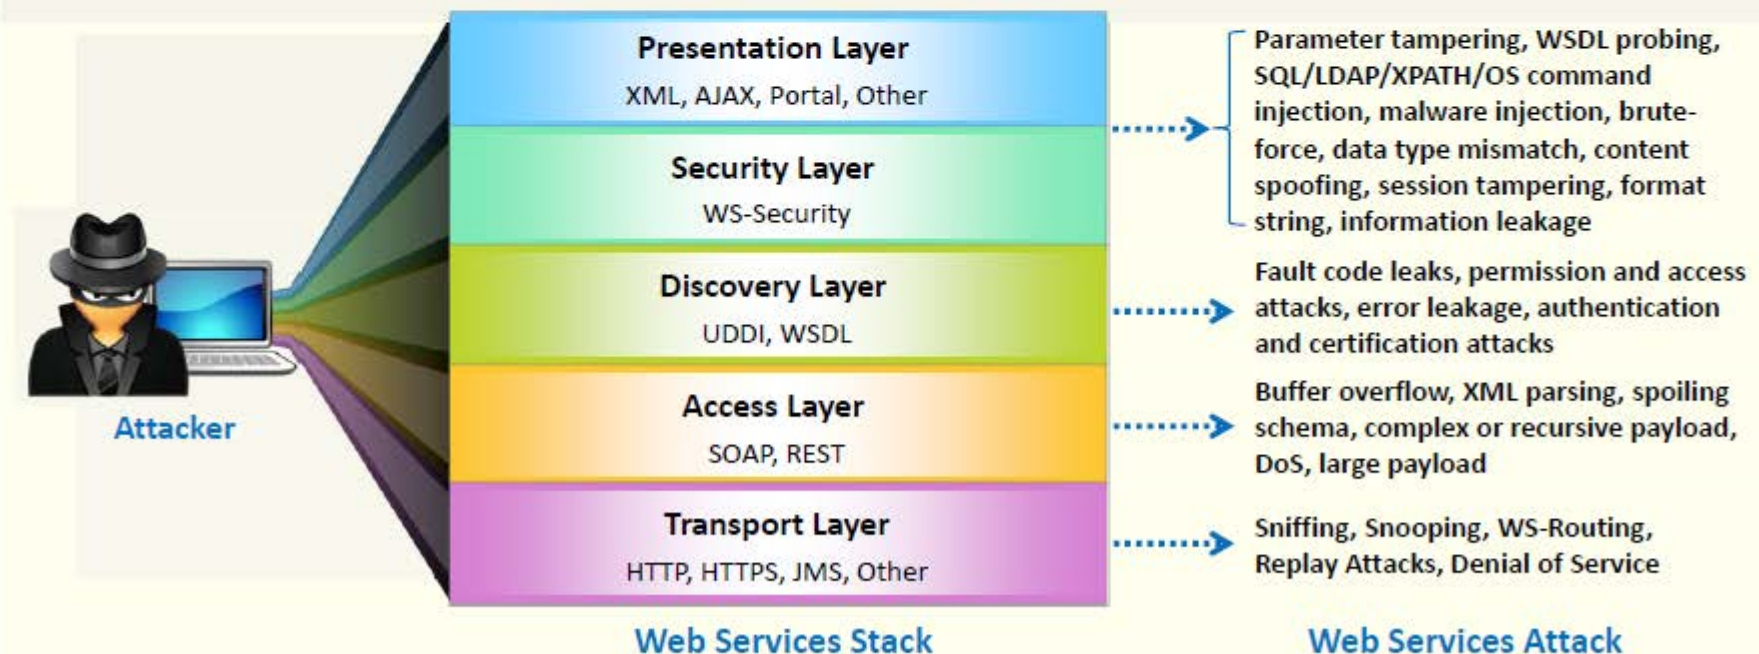 Presentation Layer
XML, AJAX, Portal, Other
Security Layer
WS-Security
Discovery Layer
UDDI, WSDL
Access Layer
SOAP, REST
Transport Layer
HTTP, HTTPS, JMS, Other
Attacker
Web Services Stack
Parameter tampering, WSDL probing,
SQL/LDAP/XPATH/OS command
injection, malware injection, brute-
force, data type mismatch, content
spoofing, session tampering, format
string, information leakage
Fault code leaks, permission and access
attacks, error leakage, authentication
and certification attacks
Buffer overflow, XML parsing, spoiling
schema, complex or recursive payload,
DoS, large payload
Sniffing, Snooping, WS-Routing,
Replay Attacks, Denial of Service
Web Services Attack